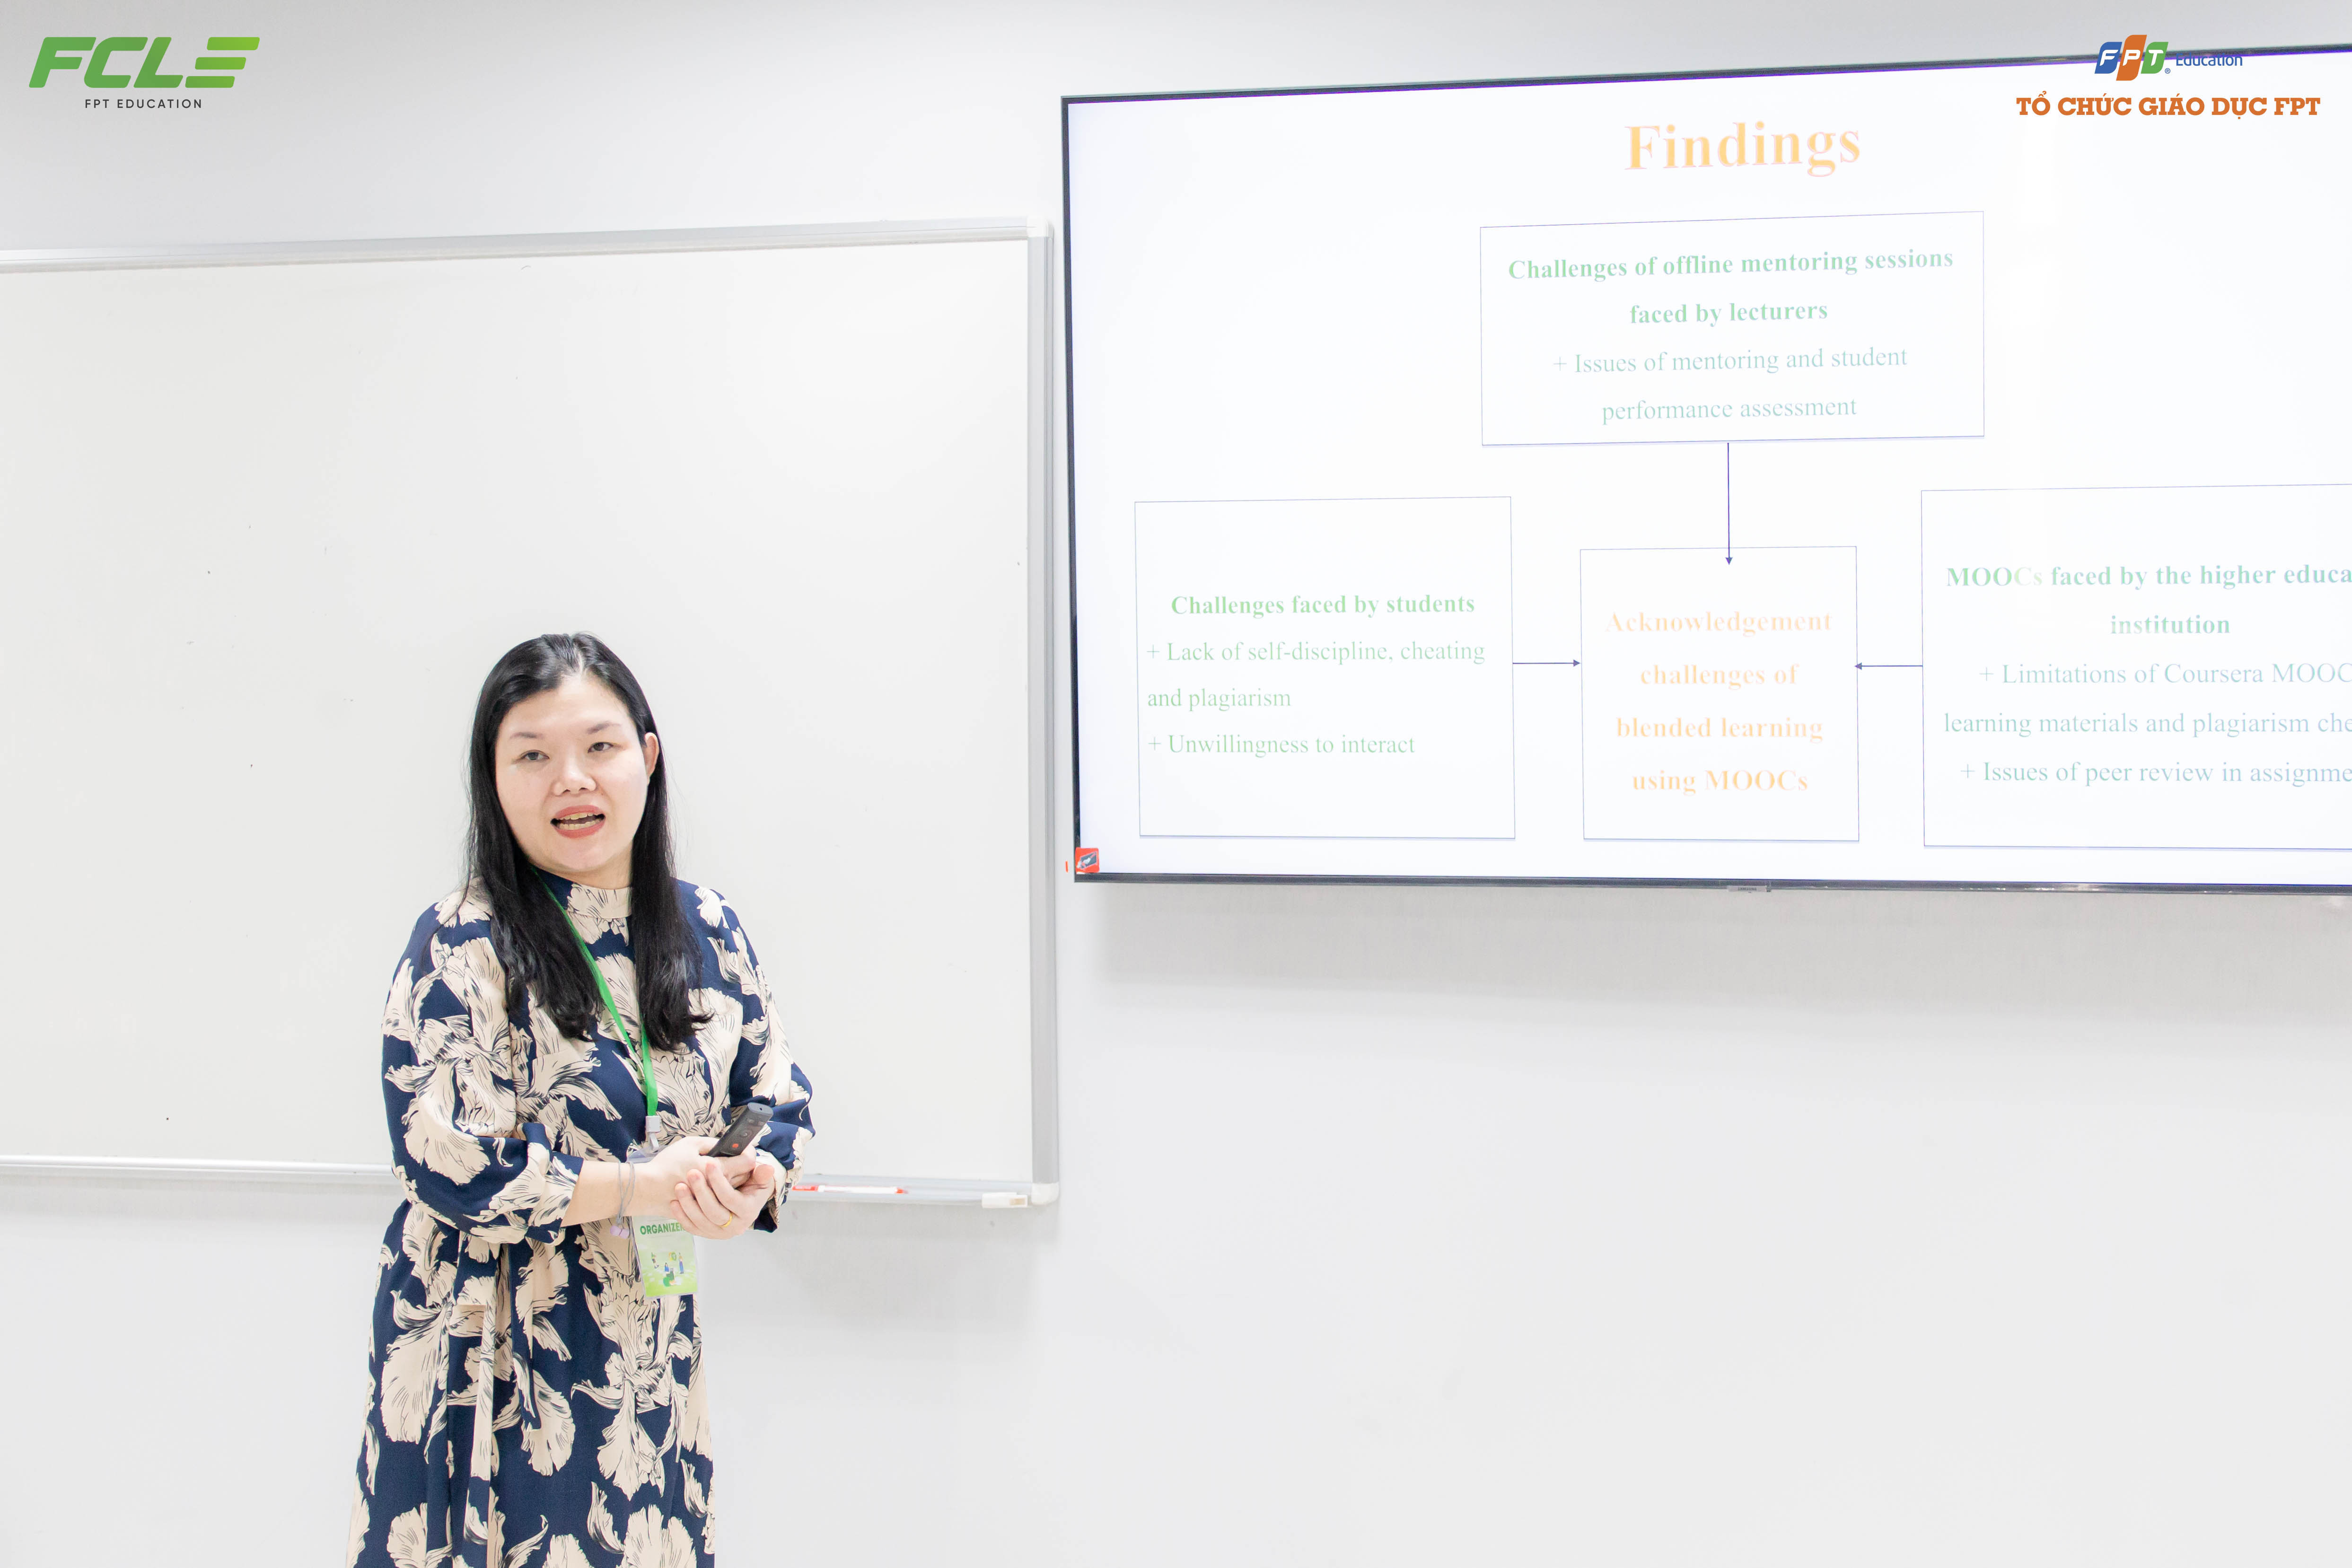 FCLE
FPT EDUCATION
FPT Education
TỔ CHỨC GIÁO DỤC FPT
Findings
Challenges of offline mentoring sessions
faced by lecturers
+ Issues of mentoring and student
performance assessment
Challenges faced by students
+ Lack of self-discipline, cheating
and plagiarism
+ Unwillingness to interact
Acknowledgement
challenges of
blended learning
using MOOCs
MOOCs faced by the higher educa
institution
+ Limitations of Coursera MOOC
learning materials and plagiarism che
+ Issues of peer review in assignme
ORGANIZE